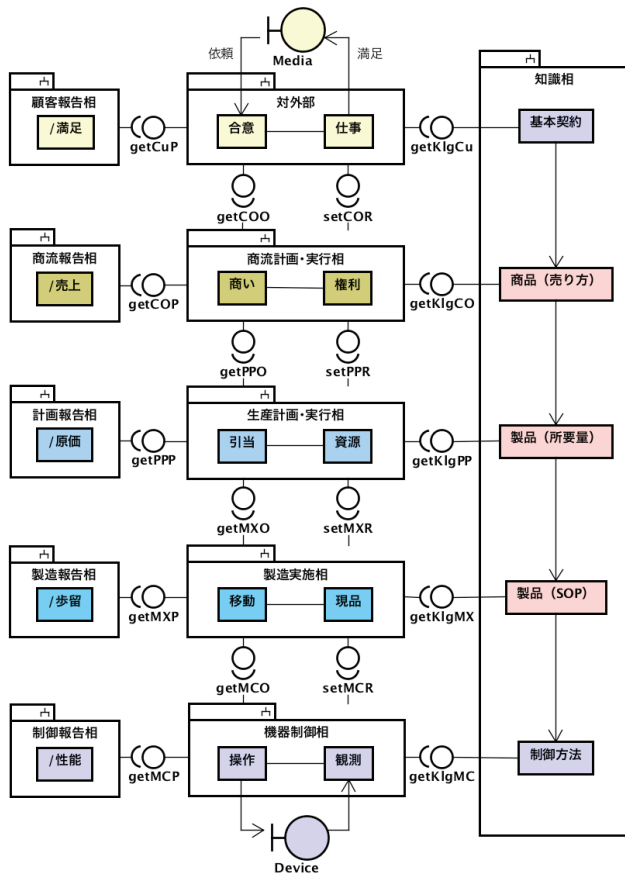 依頼
Media
満足
知識相
顧客報告相
/満足
getCuP
対外部
合意
仕事
getKlgCu
基本契約
getCOO
setCOR
商流報告相
/売上
getCOP
商流計画・実行相
商い
権利
getKlgCO
商品（売り方）
getPPO
setPPR
計画報告相
/原価
getPPP
生産計画・実行相
引当
資源
getKlgPP
製品（所要量）
getMXO
setMXR
製造報告相
/歩留
getMXP
製造実施相
移動
現品
getKlgMX
製品（SOP）
getMCO
setMCR
制御報告相
/性能
getMCP
機器制御相
操作
観測
getKlgMC
制御方法
Device